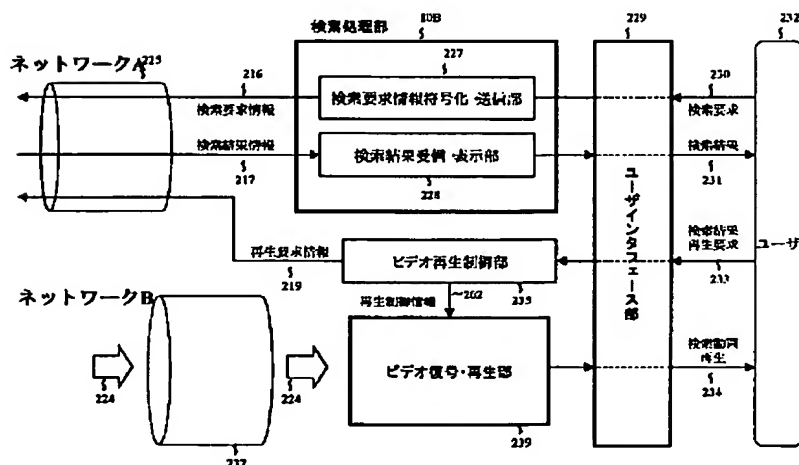 検索処理部
10B
229
232
ネットワークA
225
216
検索要求情報
227
検索要求情報符号化・送信部
230
検索要求
検索結果情報
217
検索結果受信・表示部
228
検索結果
231
ユーザインタフェース部
ユーザ
再生要求情報
219
ビデオ再生制御部
235
検索結果
再生要求
233
ネットワークB
再生制御情報
202
224
224
237
ビデオ復号・再生部
239
検索動画
再生
234